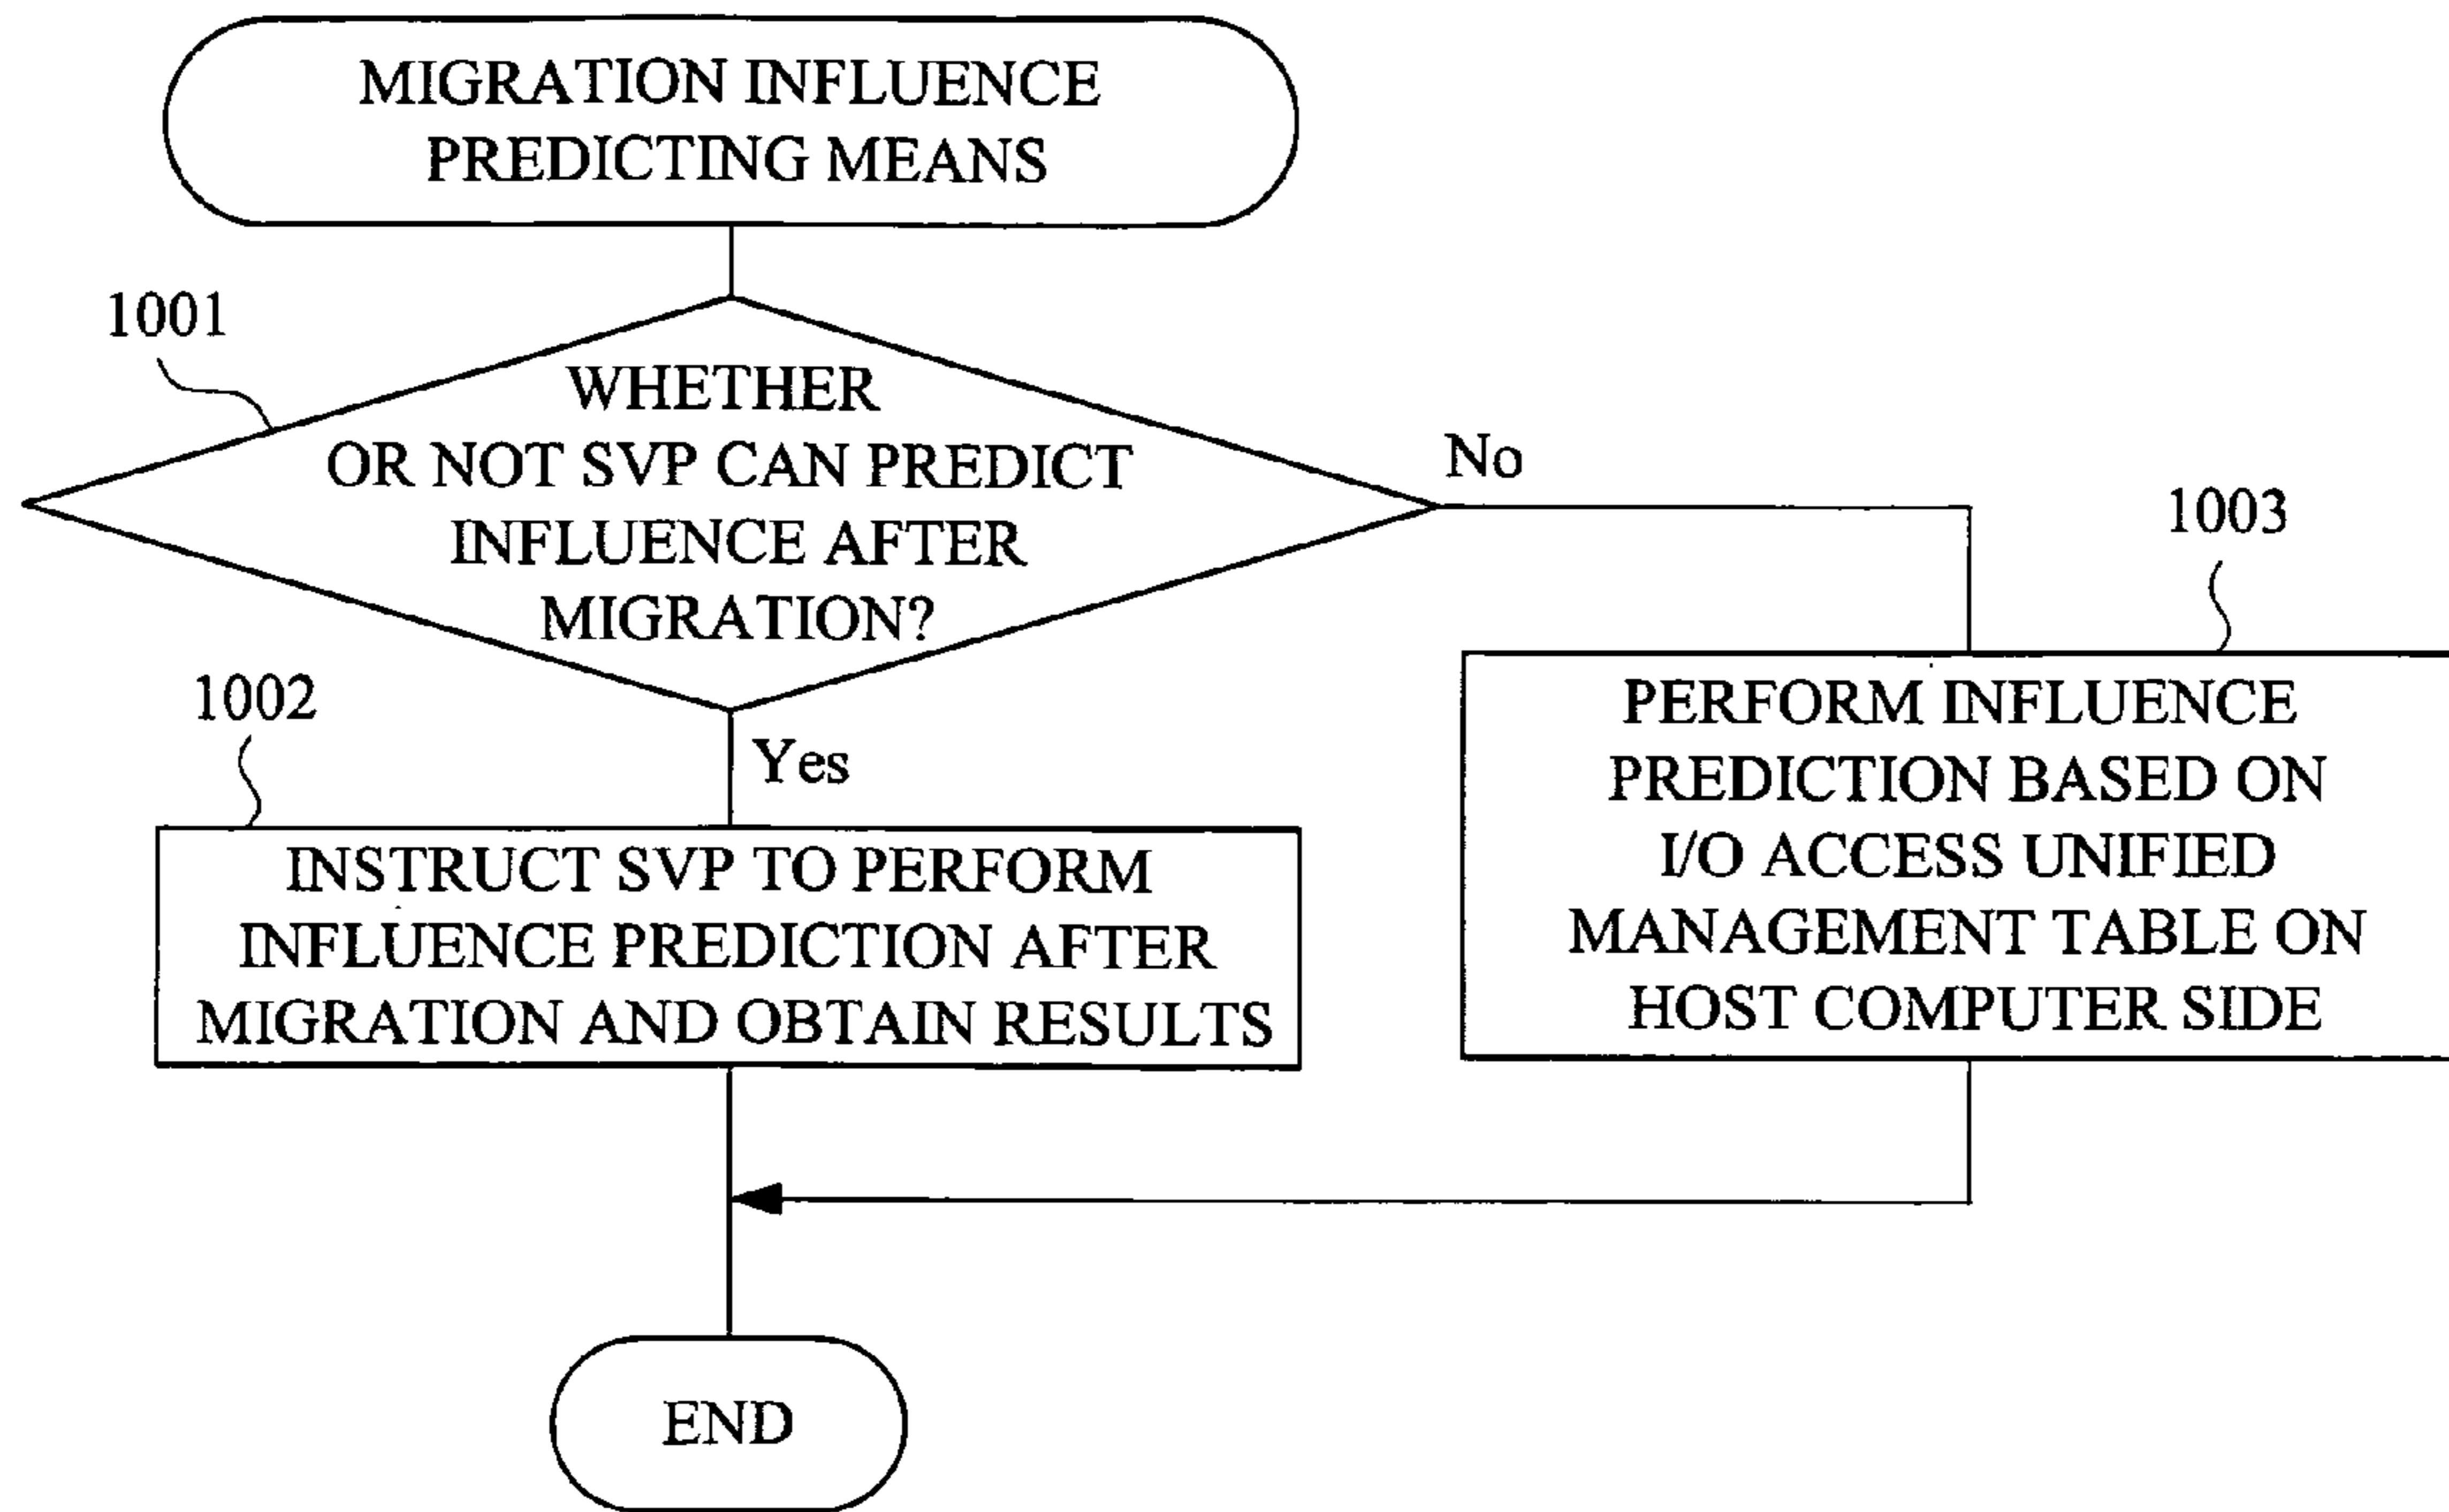 MIGRATION INFLUENCE
PREDICTING MEANS
1001
WHETHER
OR NOT SVP CAN PREDICT
INFLUENCE AFTER
MIGRATION?
No
1003
1002
Yes
PERFORM INFLUENCE
PREDICTION BASED ON
I/O ACCESS UNIFIED
MANAGEMENT TABLE ON
HOST COMPUTER SIDE
INSTRUCT SVP TO PERFORM
INFLUENCE PREDICTION AFTER
MIGRATION AND OBTAIN RESULTS
END